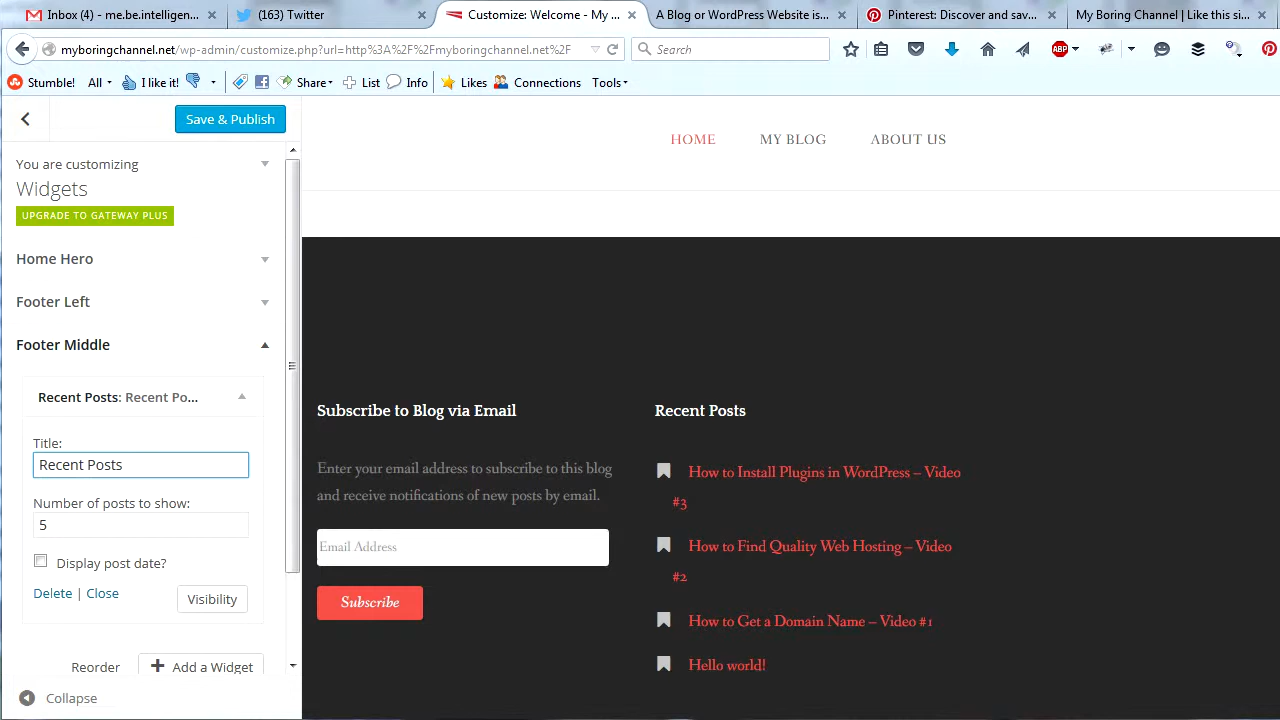 Inbox (4) - me.be.intelligen...
(163) Twitter
Customize: Welcome - My ...
A Blog or WordPress Website is...
Pinterest: Discover and sav...
My Boring Channel | Like this si...
myboringchannel.net/wp-admin/customize.php?url=http%3A%2F%2Fmyboringchannel.net%2F
Search
ABP
Stumble!
All
I like it!
Share
List
Info
Likes
Connections
Tools
Save & Publish
HOME
MY BLOG
ABOUT US
You are customizing
Widgets
UPGRADE TO GATEWAY PLUS
Home Hero
Footer Left
Footer Middle
Recent Posts: Recent Po...
Title:
Recent Posts
Number of posts to show:
5
Display post date?
Delete | Close
Visibility
Reorder
Add a Widget
Collapse
Subscribe to Blog via Email
Enter your email address to subscribe to this blog
and receive notifications of new posts by email.
Email Address
Subscribe
Recent Posts
How to Install Plugins in WordPress – Video
#3
How to Find Quality Web Hosting – Video
#2
How to Get a Domain Name – Video #1
Hello world!